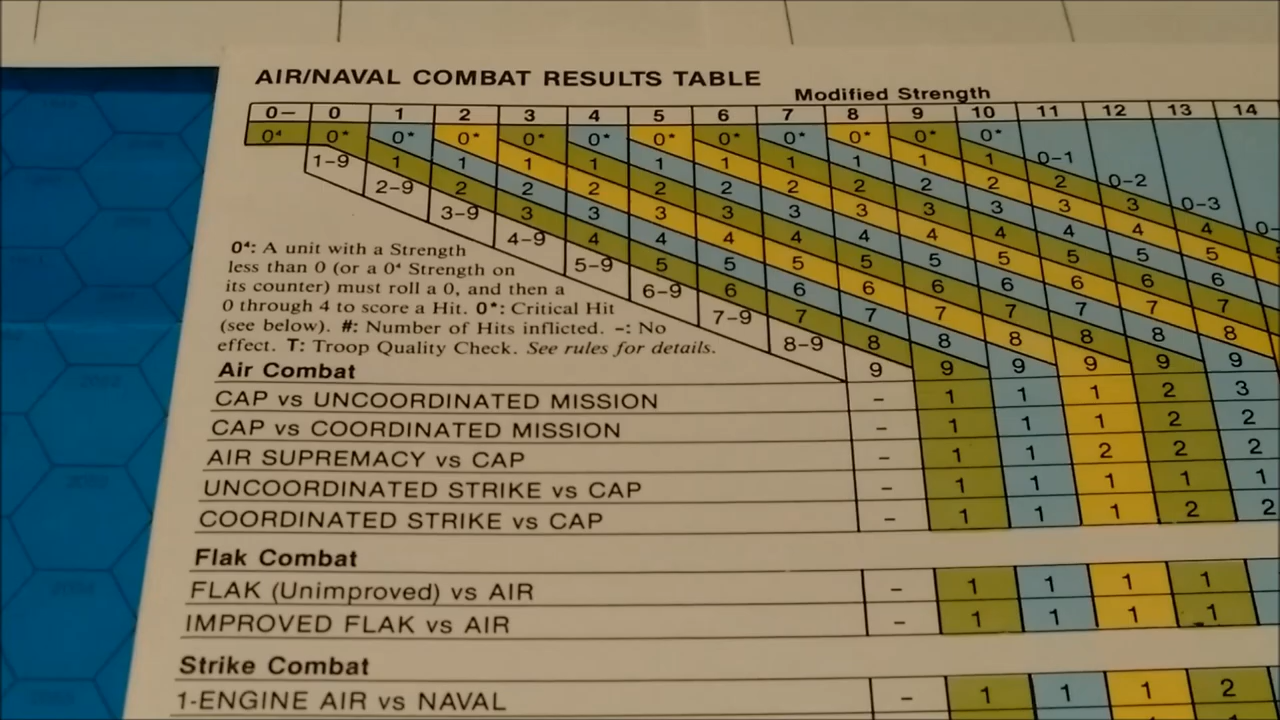 AIR/NAVAL COMBAT RESULTS TABLE
Modified Strength
0– 0 1 2 3 4 5 6 7 8 9 10 11 12 13 14
0⁴ 0* 0* 0* 0* 0* 0* 0* 0* 0* 0* 0*
1–9 1 1 1 1 1 1 1 1 1 1 0–1
2–9 2 2 2 2 2 2 2 2 2 2 0–2
3–9 3 3 3 3 3 3 3 3 3 3 0–3
4–9 4 4 4 4 4 4 4 4 4 4 0–
5–9 5 5 5 5 5 5 5 5 5
6–9 6 6 6 6 6 6 6 6
7–9 7 7 7 7 7 7 7
8–9 8 8 8 8 8 8
9 9 9 9 9 9
0⁴: A unit with a Strength
less than 0 (or a 0⁴ Strength on
its counter) must roll a 0, and then a
0 through 4 to score a Hit. 0*: Critical Hit
(see below). #: Number of Hits inflicted. –: No
effect. T: Troop Quality Check. See rules for details.
Air Combat
CAP vs UNCOORDINATED MISSION – 1 1 1 2 3
CAP vs COORDINATED MISSION – 1 1 1 2 2
AIR SUPREMACY vs CAP – 1 1 2 2 2
UNCOORDINATED STRIKE vs CAP – 1 1 1 1 1
COORDINATED STRIKE vs CAP – 1 1 1 2 2
Flak Combat
FLAK (Unimproved) vs AIR – 1 1 1 1
IMPROVED FLAK vs AIR – 1 1 1 1
Strike Combat
1-ENGINE AIR vs NAVAL – 1 1 1 2